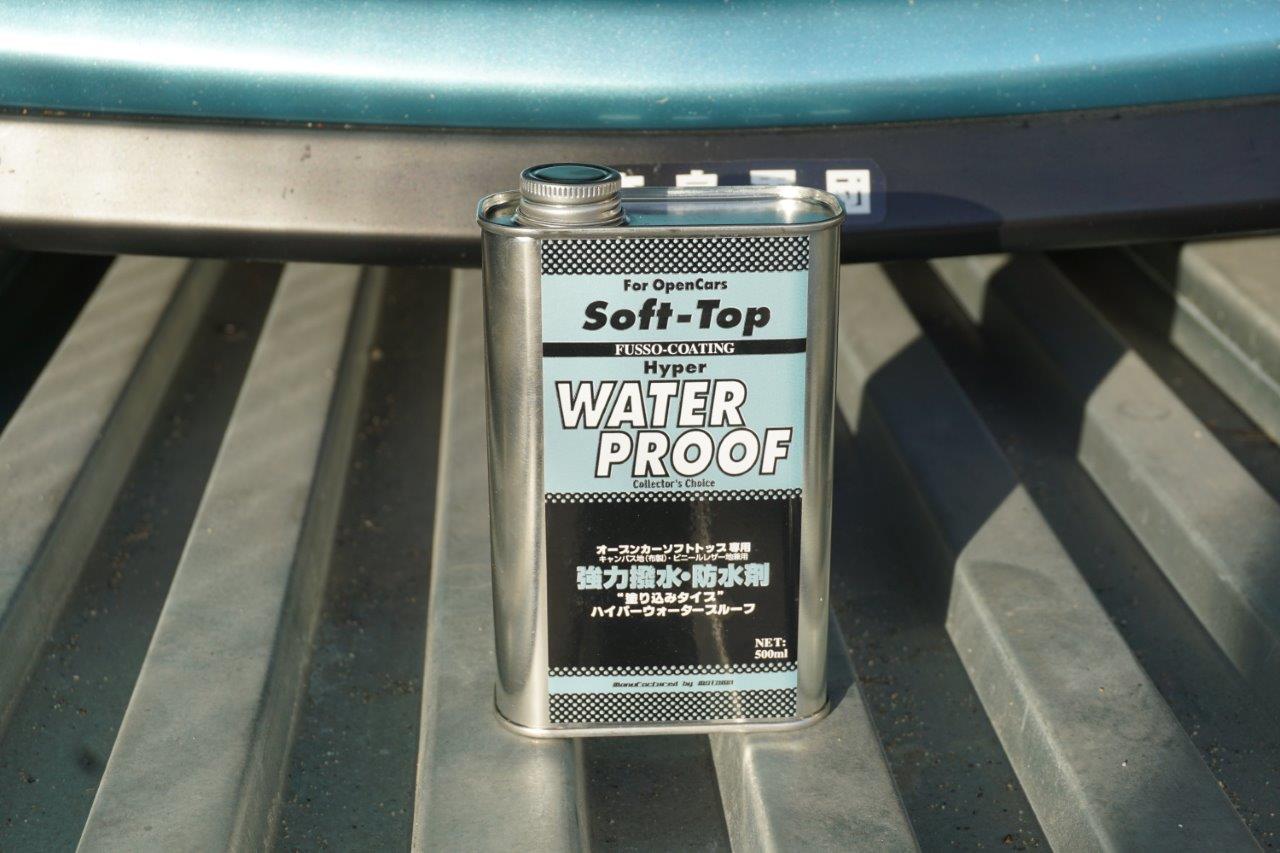 For OpenCars
Soft-Top
FUSSO-COATING
Hyper
WATER
PROOF
Collector's Choice
オープンカーソフトトップ専用
キャンバス地(布製)・ビニールレザー地兼用
強力撥水・防水剤
"塗り込みタイプ"
ハイパーウォータープルーフ
NET:
500ml
Manufactured by